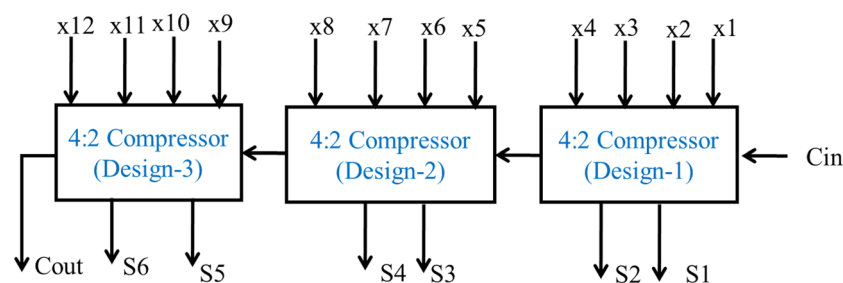 x12 x11 x10 x9 x8 x7 x6 x5 x4 x3 x2 x1
4:2 Compressor
(Design-3)
4:2 Compressor
(Design-2)
4:2 Compressor
(Design-1)
Cin
Cout S6 S5 S4 S3 S2 S1